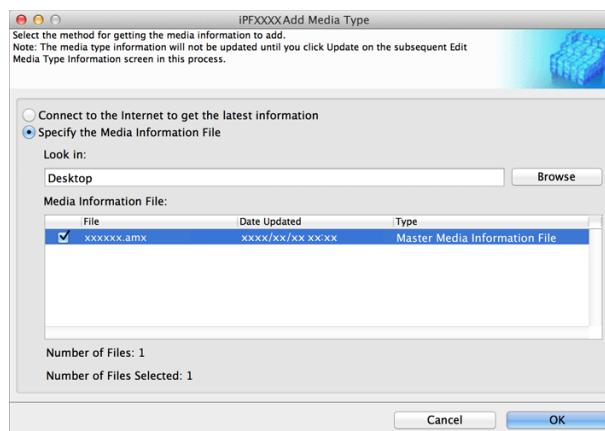 iPFXXXX Add Media Type
Select the method for getting the media information to add.
Note: The media type information will not be updated until you click Update on the subsequent Edit
Media Type Information screen in this process.
Connect to the Internet to get the latest information
Specify the Media Information File
Look in:
Desktop Browse
Media Information File:
File Date Updated Type
xxxxxx.amx xxxx/xx/xx xx:xx Master Media Information File
Number of Files: 1
Number of Files Selected: 1
Cancel OK